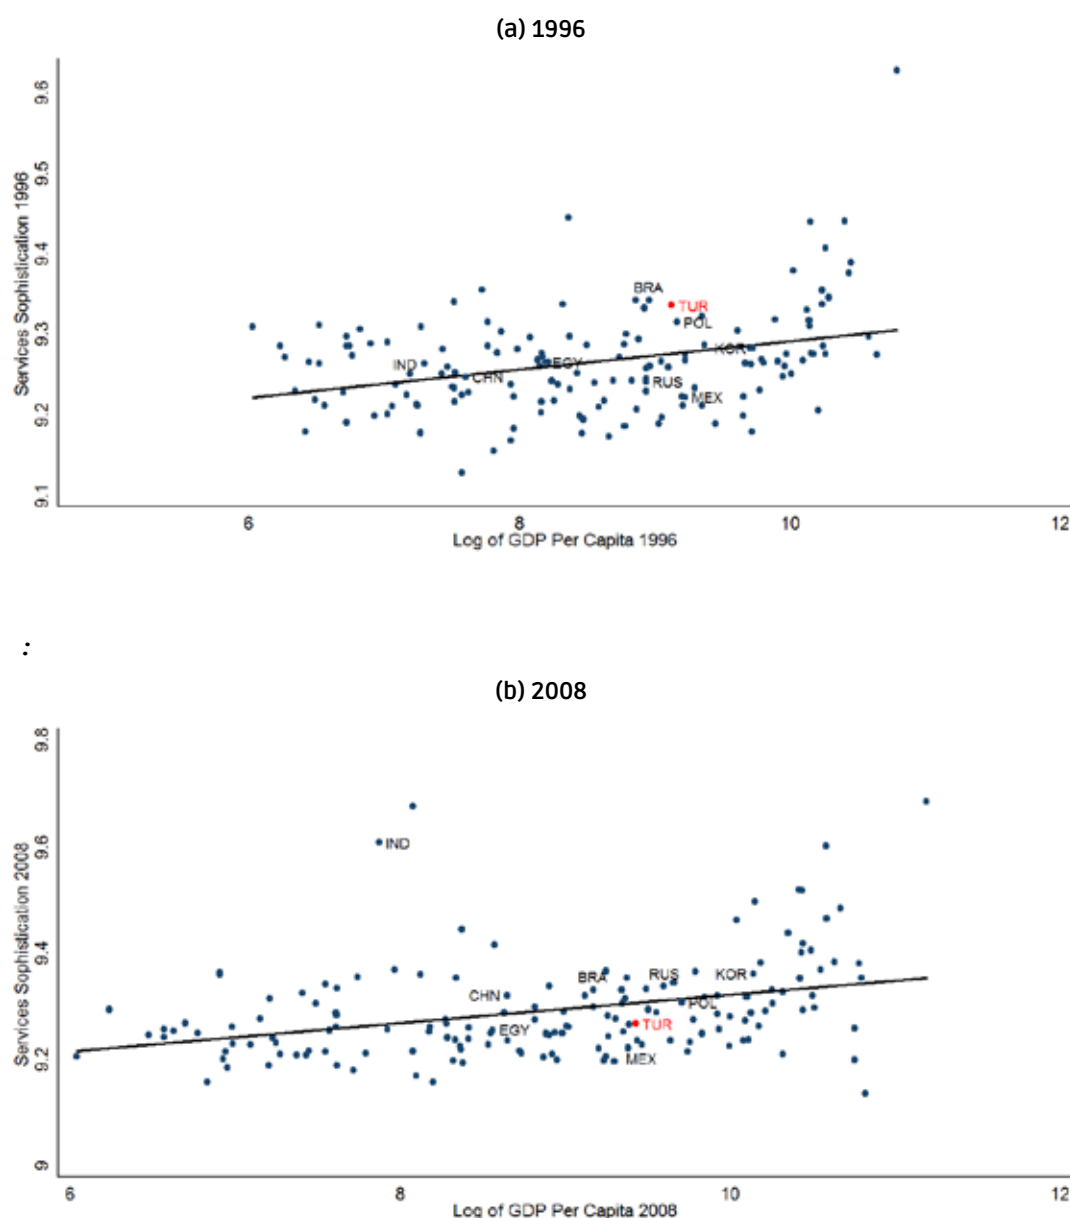 (a) 1996
Services Sophistication 1996
9.6
9.5
9.4
9.3
9.2
9.1
BRA
TUR
POL
KOR
IND
EGY
CHN
RUS
MEX
6
8
10
12
Log of GDP Per Capita 1996
:
(b) 2008
Services Sophistication 2008
9.8
9.6
9.4
9.2
9
IND
BRA
RUS
KOR
CHN
POL
EGY
TUR
MEX
6
8
10
12
Log of GDP Per Capita 2008